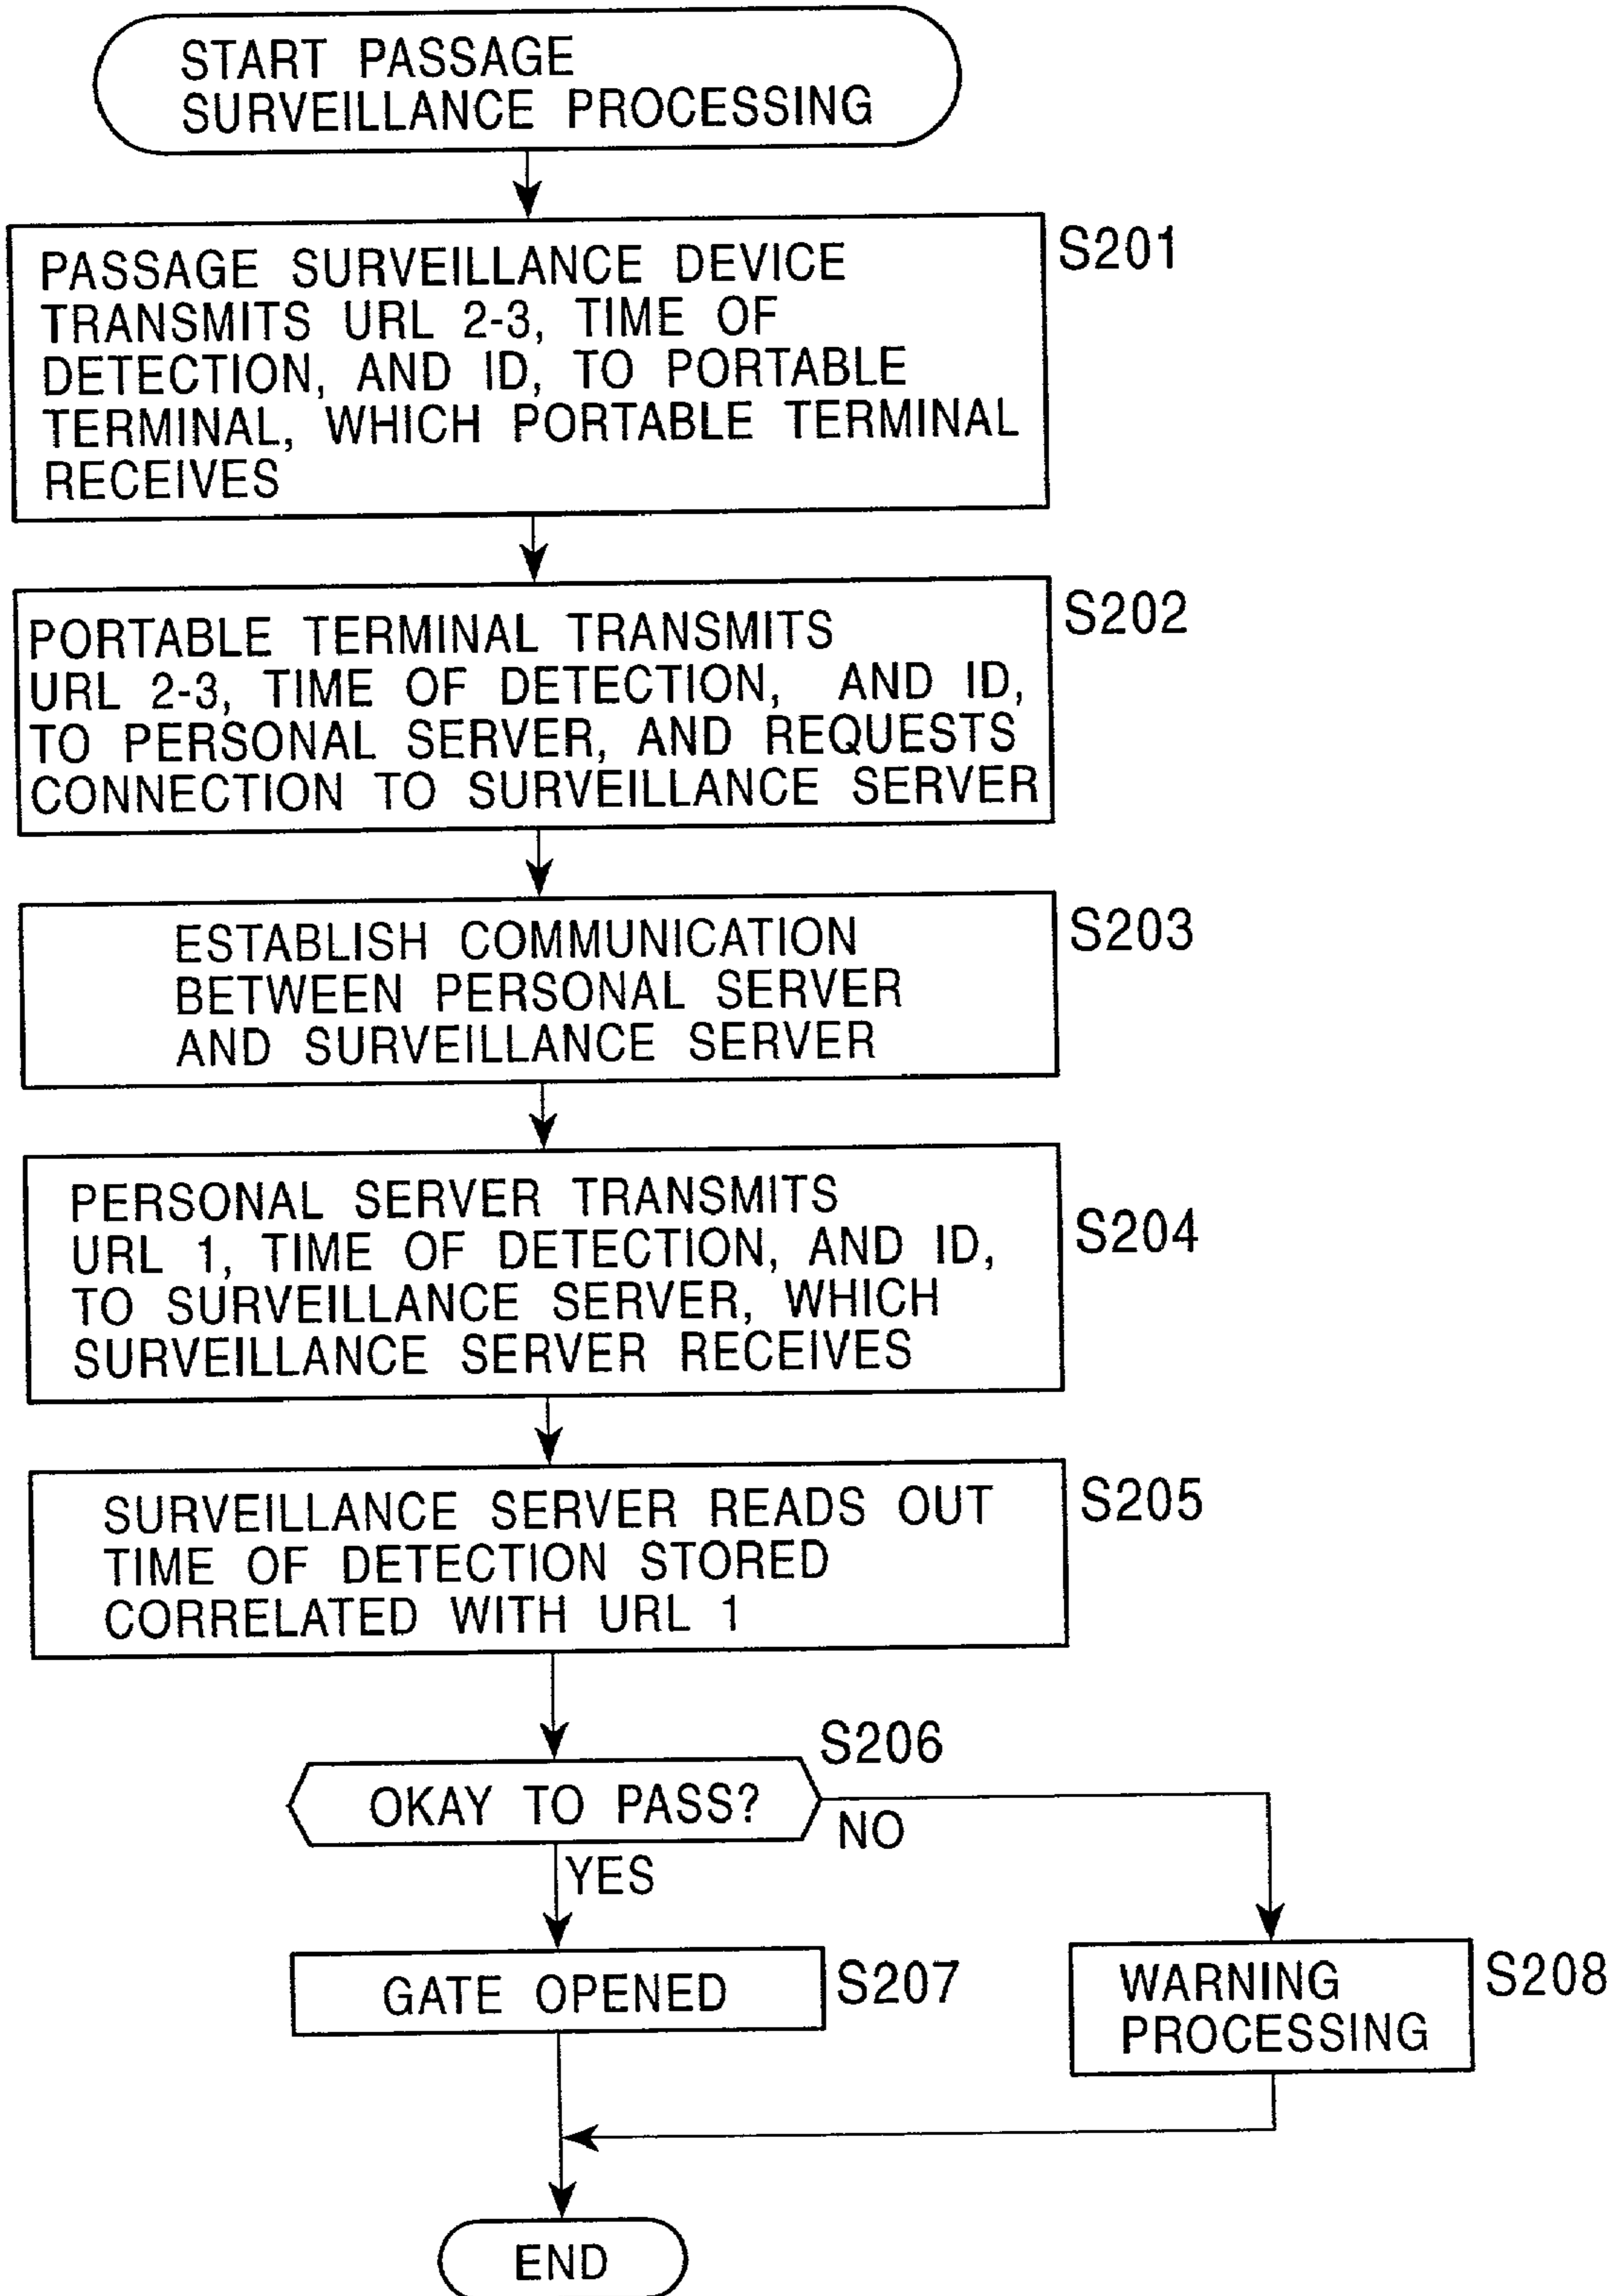 START PASSAGE
SURVEILLANCE PROCESSING
PASSAGE SURVEILLANCE DEVICE
TRANSMITS URL 2-3, TIME OF
DETECTION, AND ID, TO PORTABLE
TERMINAL, WHICH PORTABLE TERMINAL
RECEIVES
S201
PORTABLE TERMINAL TRANSMITS
URL 2-3, TIME OF DETECTION, AND ID,
TO PERSONAL SERVER, AND REQUESTS
CONNECTION TO SURVEILLANCE SERVER
S202
ESTABLISH COMMUNICATION
BETWEEN PERSONAL SERVER
AND SURVEILLANCE SERVER
S203
PERSONAL SERVER TRANSMITS
URL 1, TIME OF DETECTION, AND ID,
TO SURVEILLANCE SERVER, WHICH
SURVEILLANCE SERVER RECEIVES
S204
SURVEILLANCE SERVER READS OUT
TIME OF DETECTION STORED
CORRELATED WITH URL 1
S205
OKAY TO PASS?
S206
NO
YES
GATE OPENED
S207
WARNING
PROCESSING
S208
END